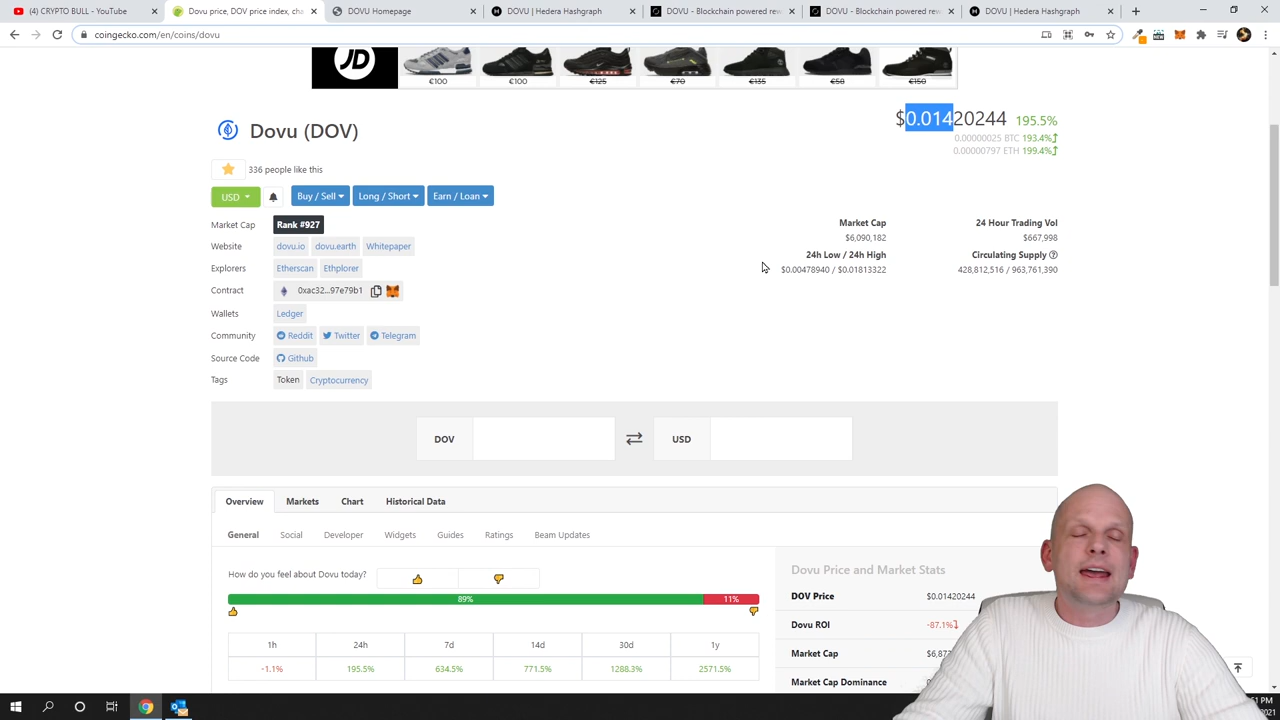 (4) CRYPTO BULL - YouTube
Dovu price, DOV price index, cha
DOVU Homepage
DOVU | Hedera Hashgraph
DOVU - Blockchain powered rew
DOVU - Blockchain powered rew
DOVU | Hedera Hashgraph
coingecko.com/en/coins/dovu
JD
€100 €100 €125 €70 €135 €58 €150
Dovu (DOV)
$0.01420244 195.5%
0.00000025 BTC 193.4%
0.00000797 ETH 199.4%
336 people like this
USD
Buy / Sell
Long / Short
Earn / Loan
Market Cap Rank #927
Website dovu.io dovu.earth Whitepaper
Explorers Etherscan Ethplorer
Contract 0xac32...97e79b1
Wallets Ledger
Community Reddit Twitter Telegram
Source Code Github
Tags Token Cryptocurrency
Market Cap
$6,090,182
24 Hour Trading Vol
$667,998
24h Low / 24h High
$0.00478940 / $0.01813322
Circulating Supply
428,812,516 / 963,761,390
DOV
USD
Overview Markets Chart Historical Data
General Social Developer Widgets Guides Ratings Beam Updates
How do you feel about Dovu today?
89% 11%
1h 24h 7d 14d 30d 1y
-1.1% 195.5% 634.5% 771.5% 1288.3% 2571.5%
Dovu Price and Market Stats
DOV Price $0.01420244
Dovu ROI -87.1%
Market Cap
Market Cap Dominance